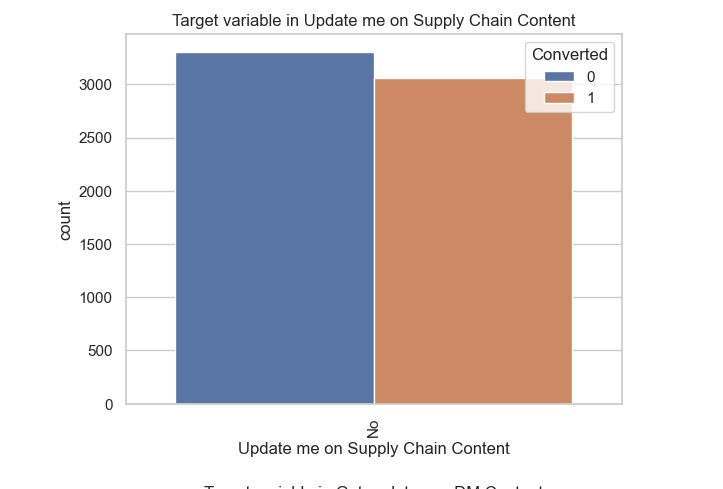 Target variable in Update me on Supply Chain Content
Converted
0
1
3000
2500
2000
1500
1000
500
0
count
No
Update me on Supply Chain Content